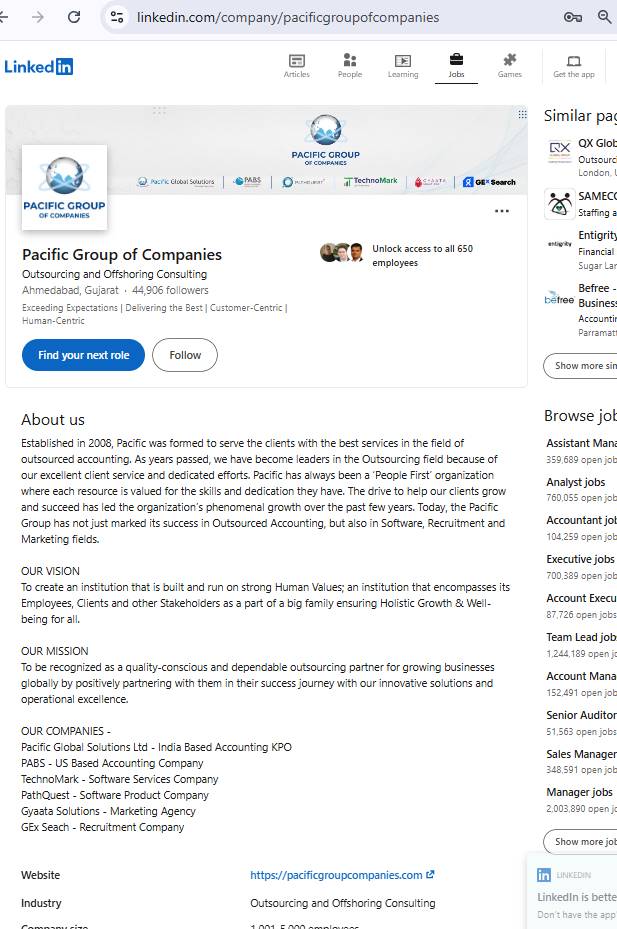 linkedin.com/company/pacificgroupofcompanies
Linked in
Articles
People
Learning
Jobs
Games
Get the app
PACIFIC GROUP
OF COMPANIES
Pacific Global Solutions
PABS
PATHQUEST
TechnoMark
GYAATA
GEx Search
PACIFIC GROUP
OF COMPANIES
Pacific Group of Companies
Outsourcing and Offshoring Consulting
Ahmedabad, Gujarat · 44,906 followers
Exceeding Expectations | Delivering the Best | Customer-Centric |
Human-Centric
Unlock access to all 650
employees
Find your next role
Follow
About us
Established in 2008, Pacific was formed to serve the clients with the best services in the field of
outsourced accounting. As years passed, we have become leaders in the Outsourcing field because of
our excellent client service and dedicated efforts. Pacific has always been a ‘People First’ organization
where each resource is valued for the skills and dedication they have. The drive to help our clients grow
and succeed has led the organization’s phenomenal growth over the past few years. Today, the Pacific
Group has not just marked its success in Outsourced Accounting, but also in Software, Recruitment and
Marketing fields.
OUR VISION
To create an institution that is built and run on strong Human Values; an institution that encompasses its
Employees, Clients and other Stakeholders as a part of a big family ensuring Holistic Growth & Well-
being for all.
OUR MISSION
To be recognized as a quality-conscious and dependable outsourcing partner for growing businesses
globally by positively partnering with them in their success journey with our innovative solutions and
operational excellence.
OUR COMPANIES -
Pacific Global Solutions Ltd - India Based Accounting KPO
PABS - US Based Accounting Company
TechnoMark - Software Services Company
PathQuest - Software Product Company
Gyaata Solutions - Marketing Agency
GEx Seach - Recruitment Company
Website
https://pacificgroupcompanies.com
Industry
Outsourcing and Offshoring Consulting
Company size
1,001-5,000 employees
Similar pag
QX Glob
Outsourc
London, U
SAMECO
Staffing a
entigrity
Entigrity
Financial
Sugar Lan
befree
Befree -
Business
Accountin
Parramatt
Show more sim
Browse job
Assistant Mana
359,689 open job
Analyst jobs
760,055 open job
Accountant job
104,259 open job
Executive jobs
700,389 open job
Account Execu
87,726 open jobs
Team Lead jobs
1,244,189 open jo
Account Mana
152,491 open job
Senior Auditor
51,563 open jobs
Sales Manager
348,591 open job
Manager jobs
2,003,890 open jo
Show more job
in LINKEDIN
LinkedIn is bette
Don't have the app